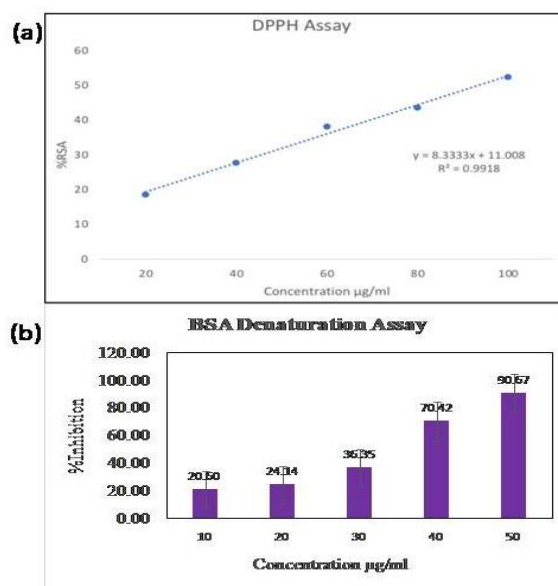 (a)
DPPH Assay
60
50
40
30
20
10
0
%RSA
y = 8.3333x + 11.008
R² = 0.9918
20 40 60 80 100
Concentration µg/ml
(b)
BSA Denaturation Assay
120.00
100.00
80.00
60.00
40.00
20.00
0.00
%Inhibition
20.60 24.14 36.35 70.42 90.67
10 20 30 40 50
Concentration µg/ml